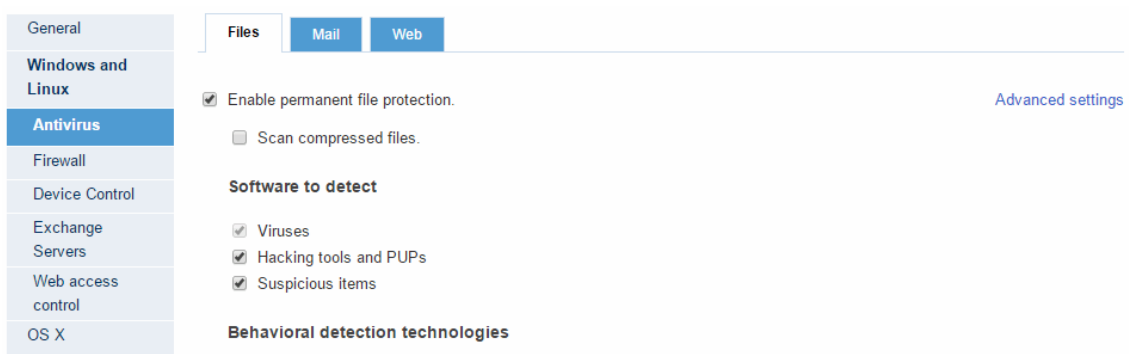 General
Windows and
Linux
Antivirus
Firewall
Device Control
Exchange
Servers
Web access
control
OS X
Files
Mail
Web
Enable permanent file protection.
Advanced settings
Scan compressed files.
Software to detect
Viruses
Hacking tools and PUPs
Suspicious items
Behavioral detection technologies